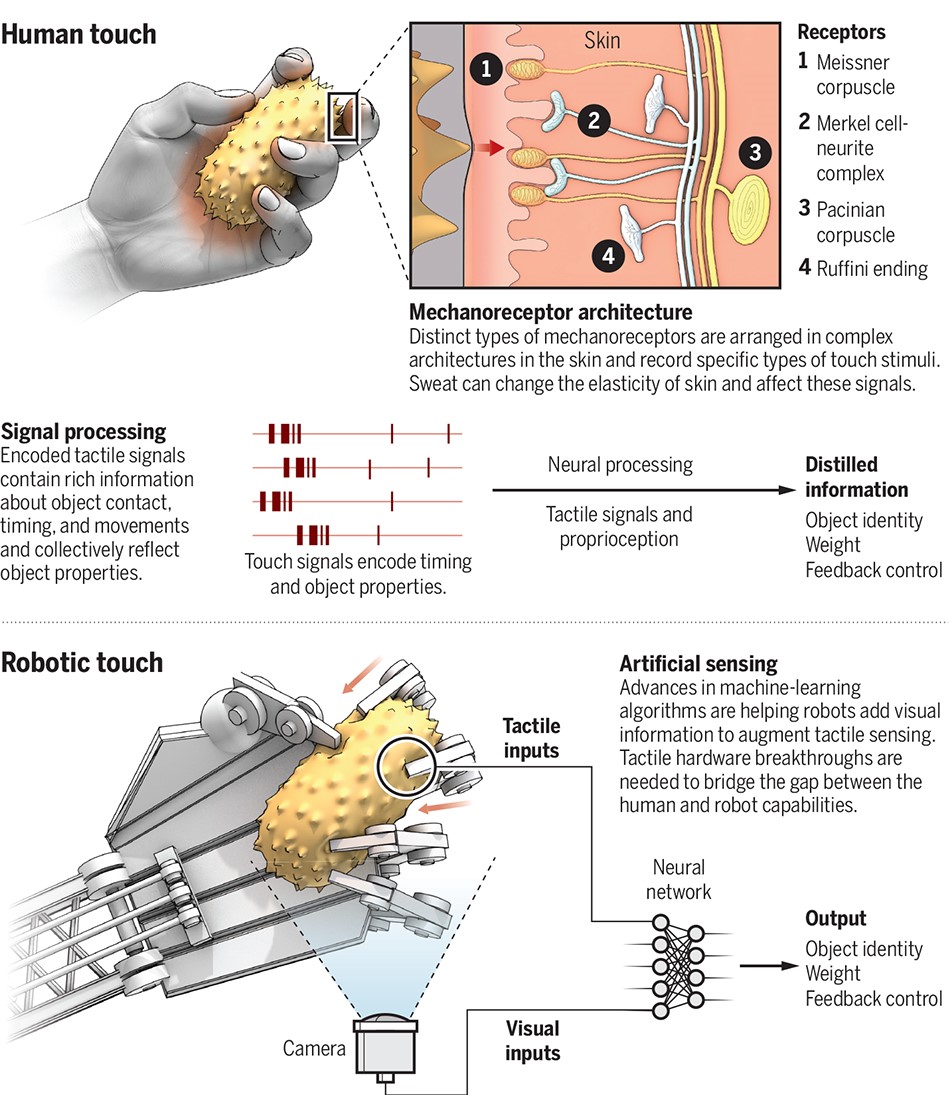 Human touch
Skin
1
2
3
4
Receptors
1 Meissner
corpuscle
2 Merkel cell-
neurite
complex
3 Pacinian
corpuscle
4 Ruffini ending
Mechanoreceptor architecture
Distinct types of mechanoreceptors are arranged in complex
architectures in the skin and record specific types of touch stimuli.
Sweat can change the elasticity of skin and affect these signals.
Signal processing
Encoded tactile signals
contain rich information
about object contact,
timing, and movements
and collectively reflect
object properties.
Touch signals encode timing
and object properties.
Neural processing
Tactile signals and
proprioception
Distilled
information
Object identity
Weight
Feedback control
Robotic touch
Artificial sensing
Advances in machine-learning
algorithms are helping robots add visual
information to augment tactile sensing.
Tactile hardware breakthroughs are
needed to bridge the gap between the
human and robot capabilities.
Tactile
inputs
Neural
network
Output
Object identity
Weight
Feedback control
Camera
Visual
inputs